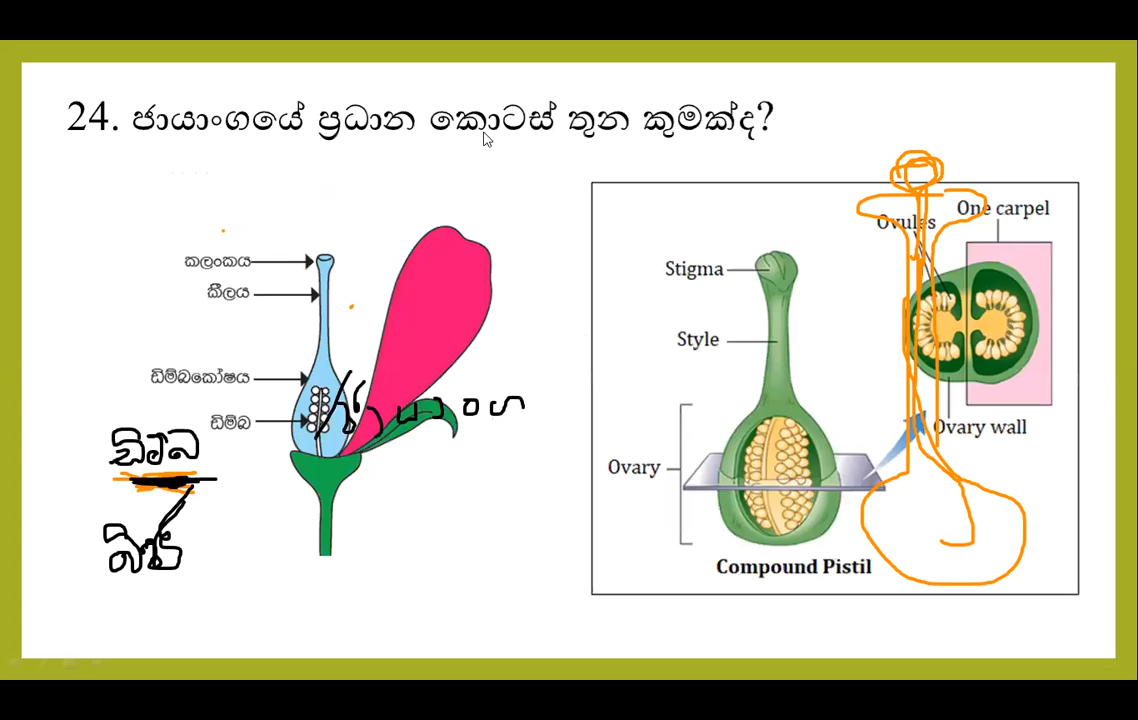 24. ජායාංගයේ ප්‍රධාන කොටස් තුන කුමක්ද?
කලංකය
කීලය
ඩිම්බකෝෂය
ඩිම්බ
ජායාංග
ඩිම්බ
බීජ
One carpel
Ovules
Stigma
Style
Ovary wall
Ovary
Compound Pistil